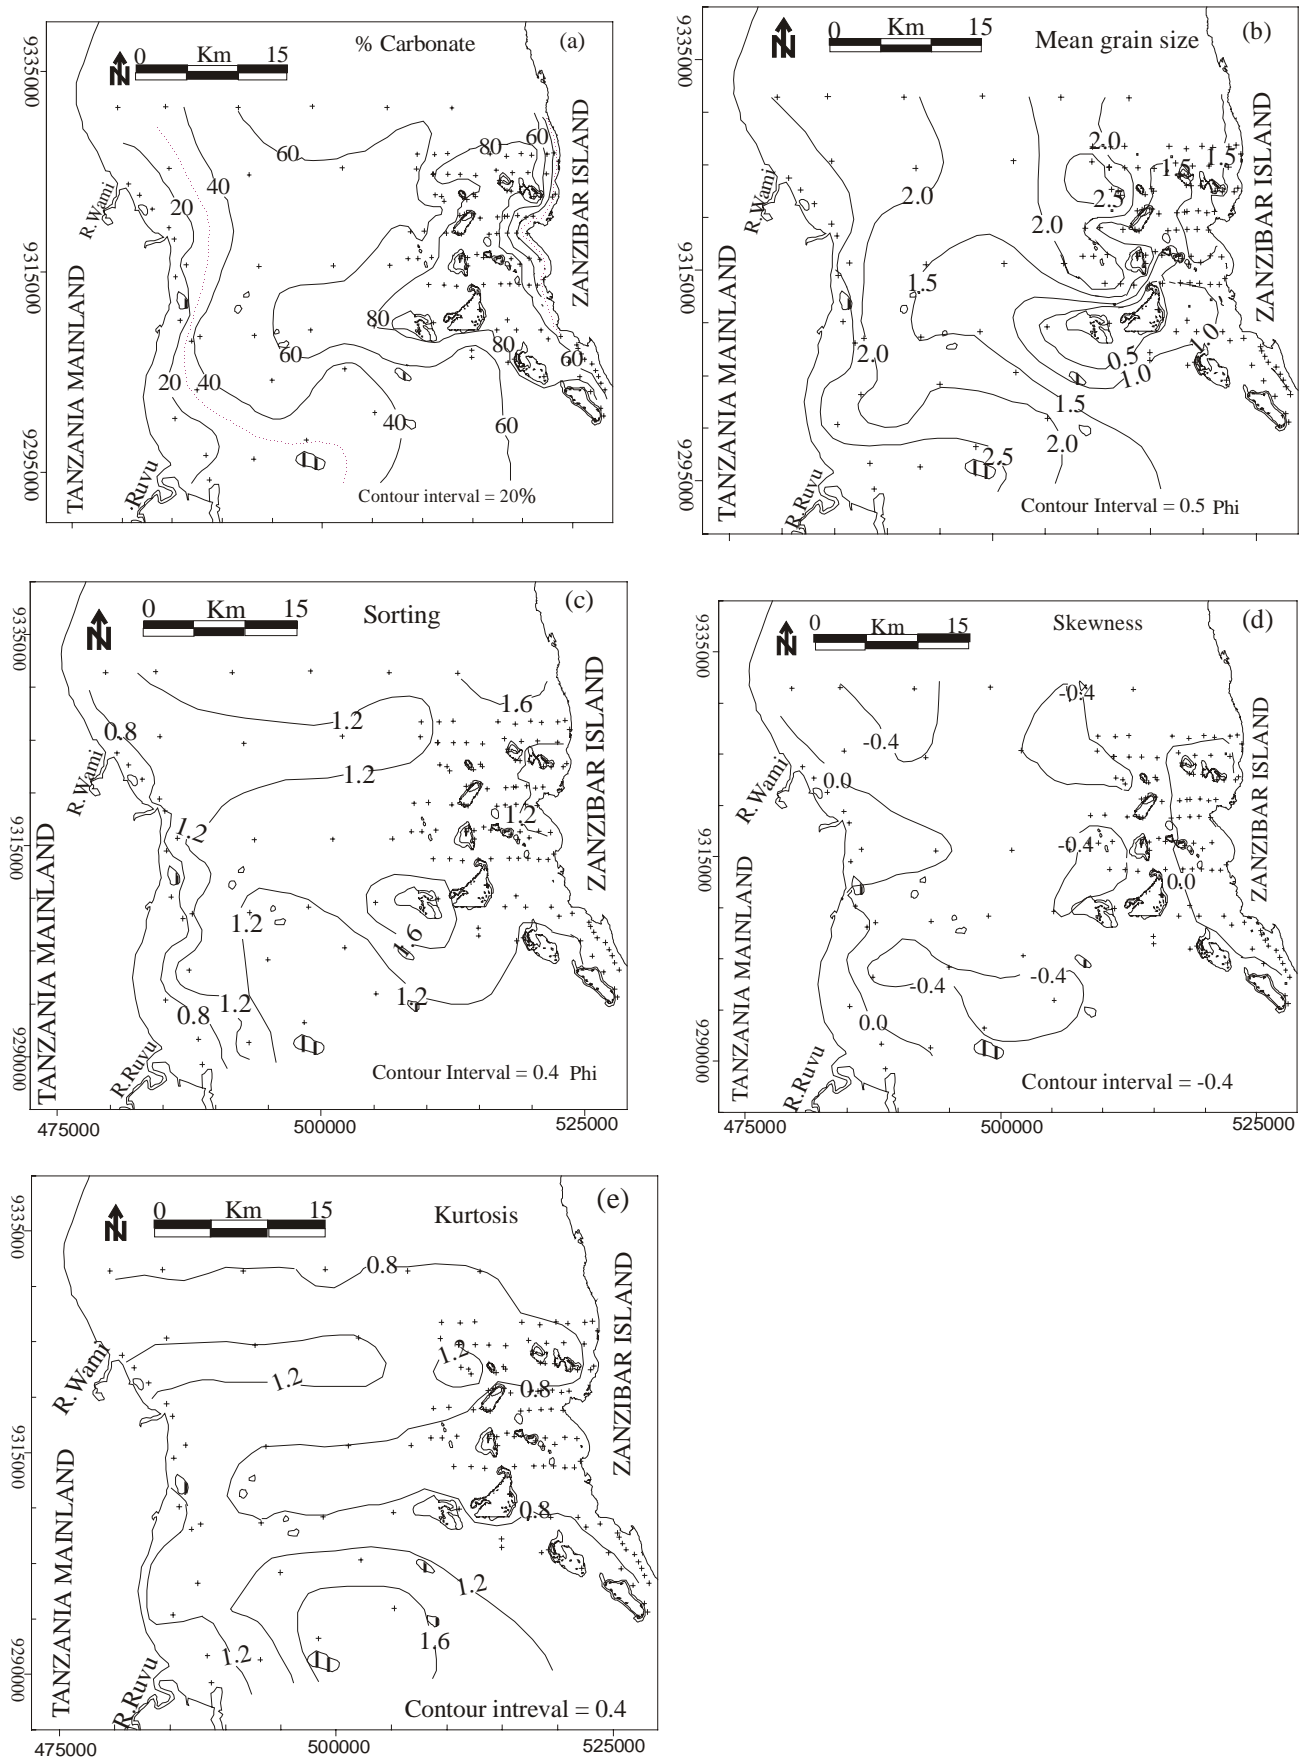 % Carbonate
(a)
0 Km 15
N
9335000
9315000
9295000
TANZANIA MAINLAND
ZANZIBAR ISLAND
R.Wami
.Ruvu
60
80
60
40
20
80
60
80
60
20
40
40
60
Contour interval = 20%
Mean grain size
(b)
0 Km 15
N
9335000
9315000
9295000
TANZANIA MAINLAND
ZANZIBAR ISLAND
R.Wami
R.Ruvu
2.0
1.5
1.5
2.5
2.0
2.0
1.5
2.0
0.5
1.0
1.0
1.5
2.0
2.5
Contour Interval = 0.5 Phi
Sorting
(c)
0 Km 15
N
9335000
9315000
9290000
TANZANIA MAINLAND
ZANZIBAR ISLAND
R.Wami
R.Ruvu
1.6
1.2
0.8
1.2
1.2
1.2
1.2
1.6
1.2
1.2
0.8
Contour Interval = 0.4 Phi
475000 500000 525000
Skewness
(d)
0 Km 15
N
9335000
9315000
9290000
TANZANIA MAINLAND
ZANZIBAR ISLAND
R.Wami
R.Ruvu
-0.4
-0.4
0.0
-0.4
0.0
-0.4
-0.4
0.0
Contour interval = -0.4
475000 500000 525000
Kurtosis
(e)
0 Km 15
N
9335000
9315000
9290000
TANZANIA MAINLAND
ZANZIBAR ISLAND
R.Wami
R.Ruvu
0.8
1.2
1.2
0.8
0.8
1.2
1.6
1.2
Contour intreval = 0.4
475000 500000 525000